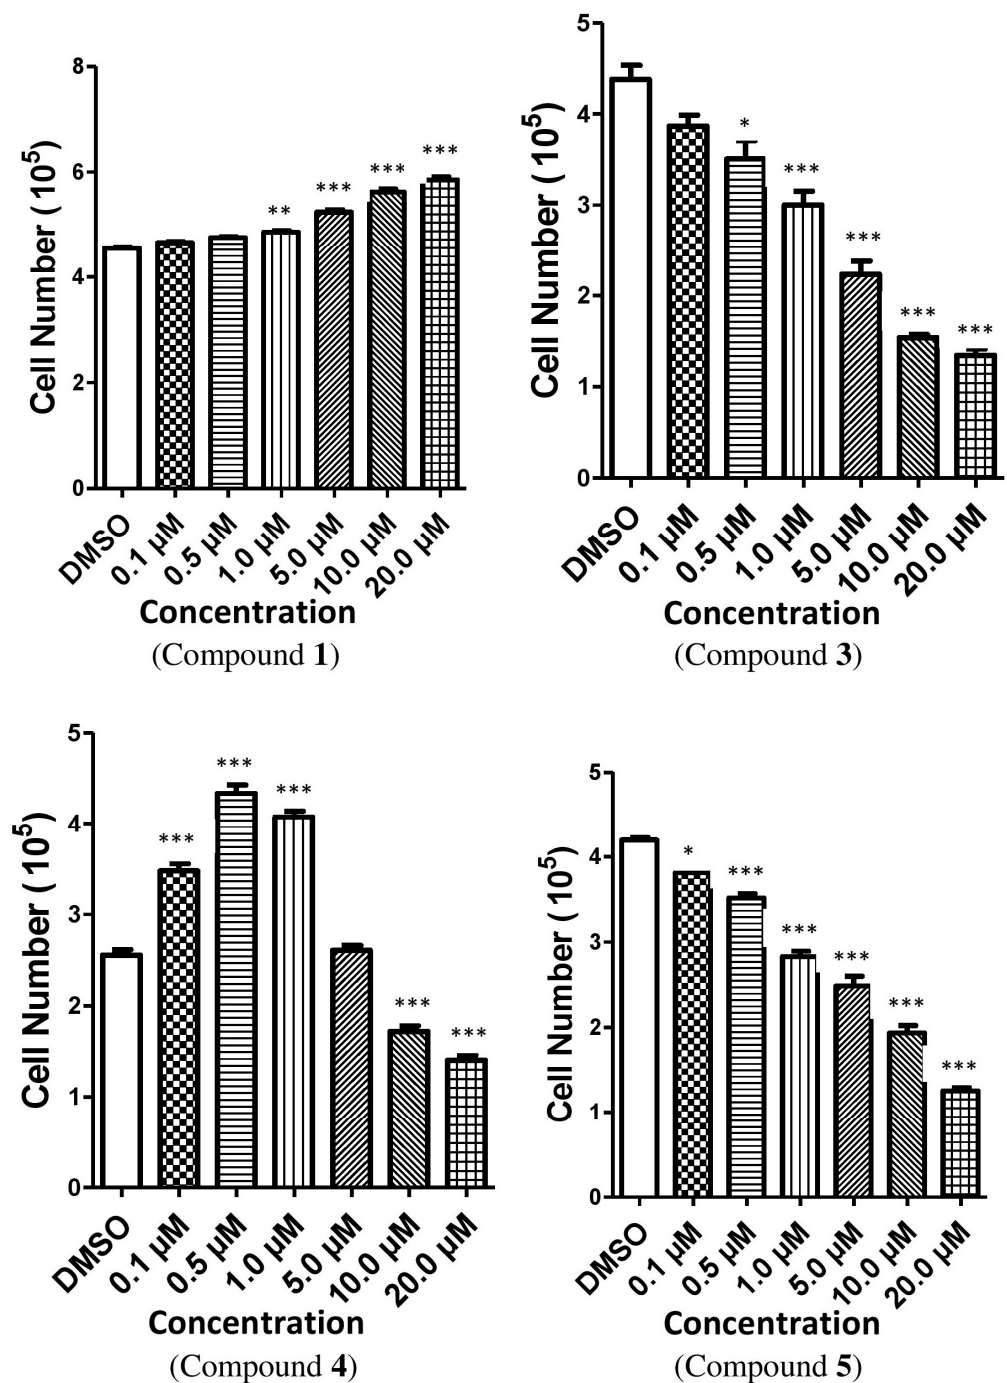 8
6
4
2
0
Cell Number ( 10⁵)
**
***
***
***
DMSO
0.1 µM
0.5 µM
1.0 µM
5.0 µM
10.0 µM
20.0 µM
Concentration
(Compound 1)
5
4
3
2
1
0
Cell Number ( 10⁵)
*
***
***
***
***
DMSO
0.1 µM
0.5 µM
1.0 µM
5.0 µM
10.0 µM
20.0 µM
Concentration
(Compound 3)
5
4
3
2
1
0
Cell Number ( 10⁵)
***
***
***
***
***
DMSO
0.1 µM
0.5 µM
1.0 µM
5.0 µM
10.0 µM
20.0 µM
Concentration
(Compound 4)
5
4
3
2
1
0
Cell Number ( 10⁵)
*
***
***
***
***
***
DMSO
0.1 µM
0.5 µM
1.0 µM
5.0 µM
10.0 µM
20.0 µM
Concentration
(Compound 5)